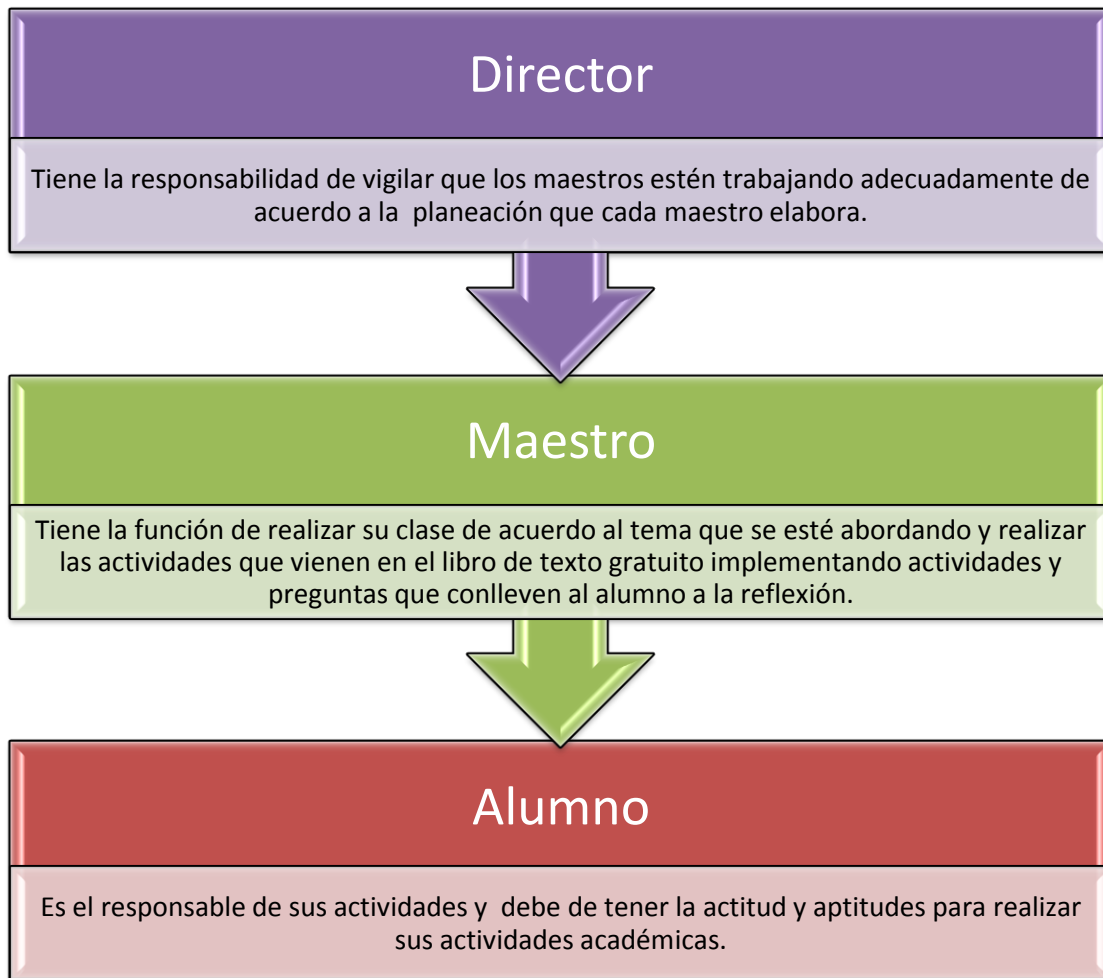 Director
Tiene la responsabilidad de vigilar que los maestros estén trabajando adecuadamente de
acuerdo a la  planeación que cada maestro elabora.
Maestro
Tiene la función de realizar su clase de acuerdo al tema que se esté abordando y realizar
las actividades que vienen en el libro de texto gratuito implementando actividades y
preguntas que conlleven al alumno a la reflexión.
Alumno
Es el responsable de sus actividades y  debe de tener la actitud y aptitudes para realizar
sus actividades académicas.